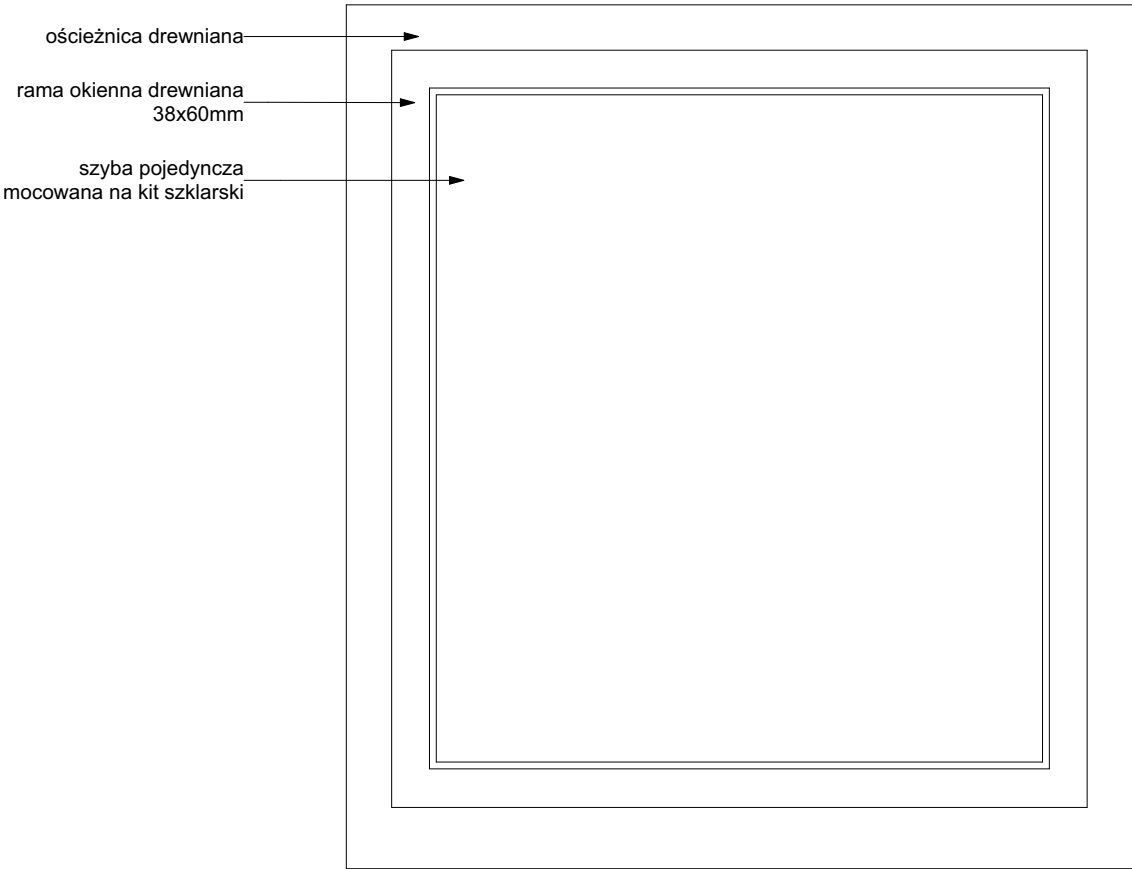 ościeżnica drewniana
rama okienna drewniana
38x60mm
szyba pojedyncza
mocowana na kit szklarski